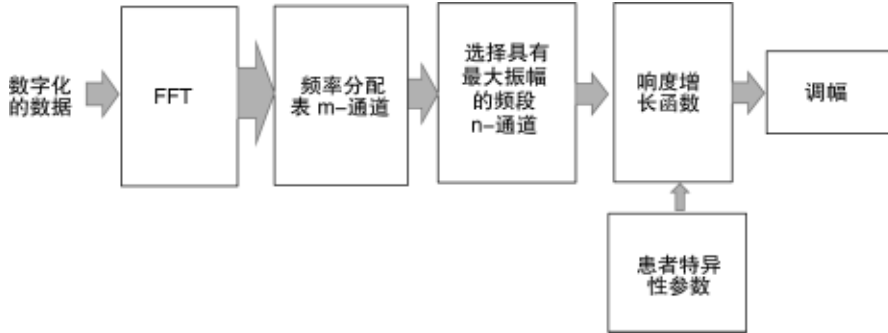 数字化
的数据
FFT
频率分配
表 m-通道
选择具有
最大振幅
的频段
n-通道
响度增
长函数
调幅
患者特异
性参数